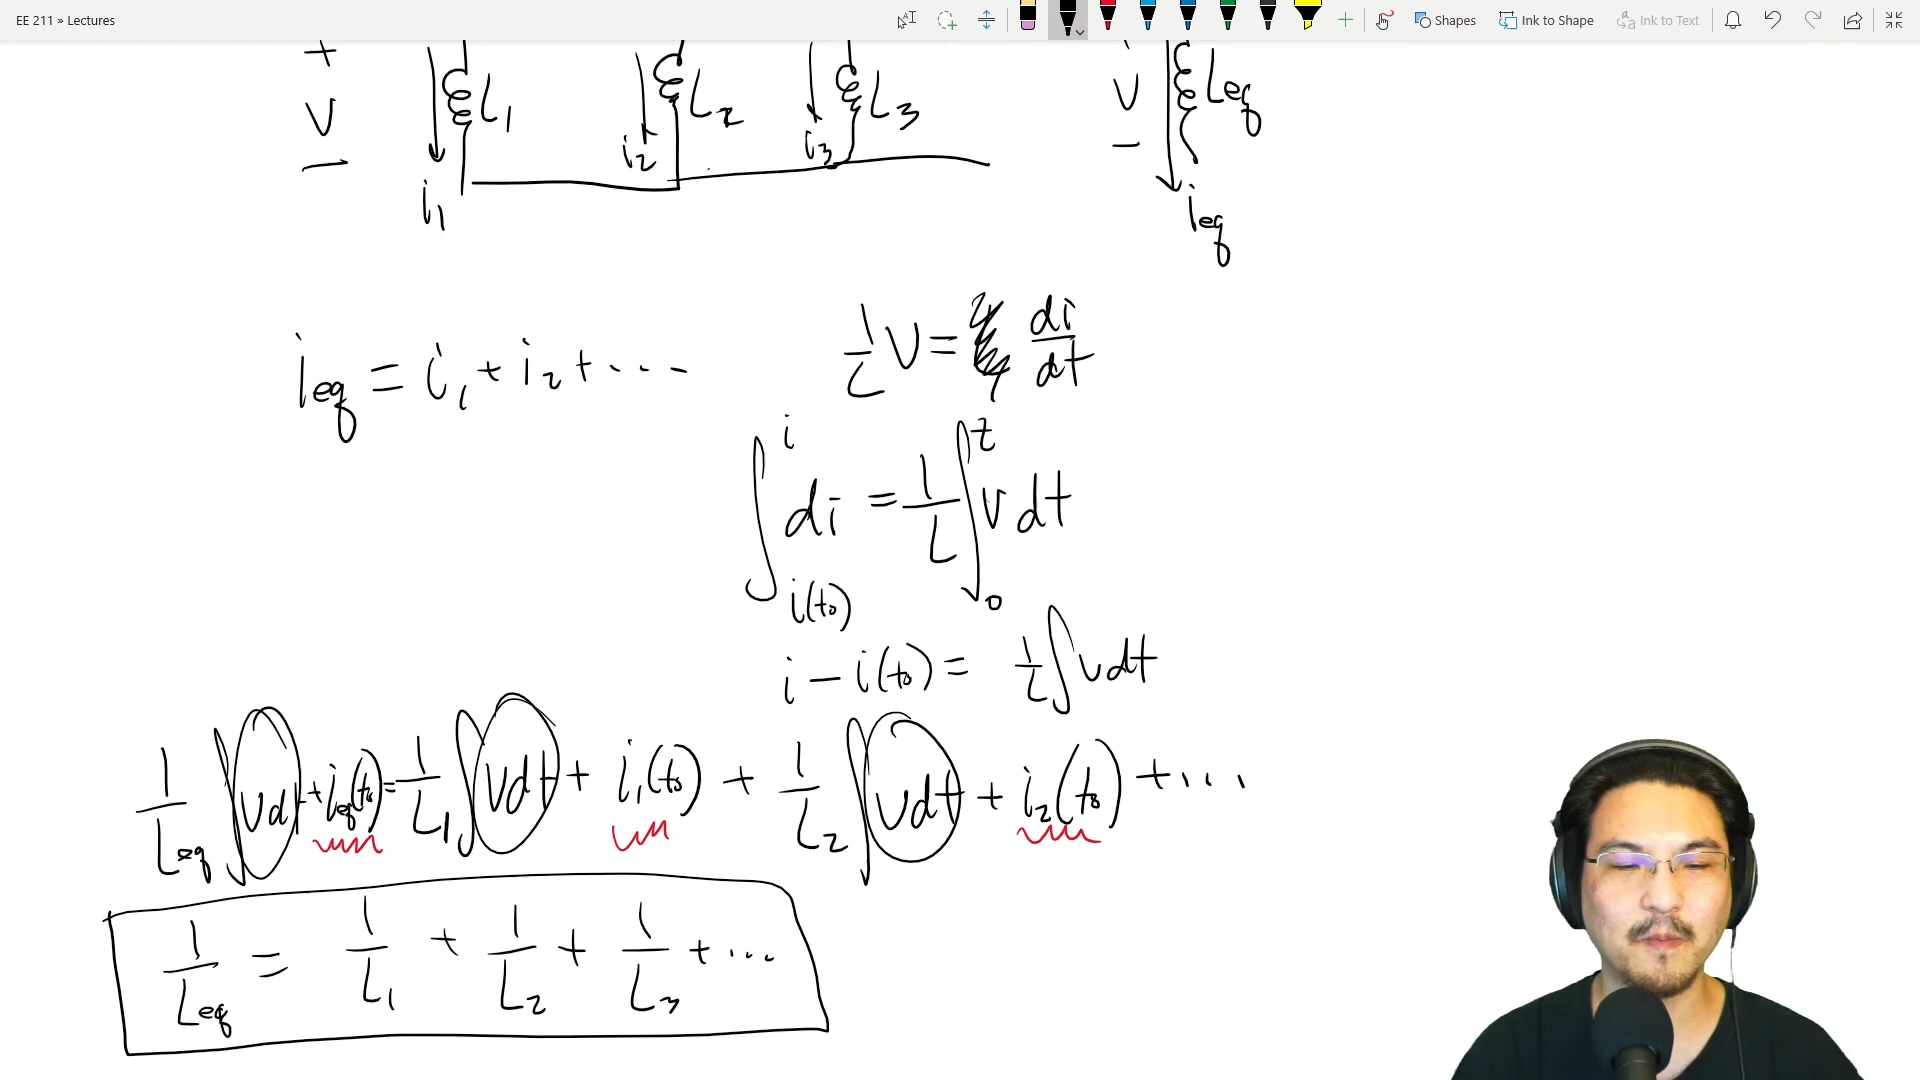 EE 211 » Lectures
Shapes Ink to Shape Ink to Text
+ L₁ L₂ L₃ Leq
V V
− i₁ i₂ i₃ − ieq
ieq = i₁ + i₂ + ...
1/L V = di/dt
∫_{i(t₀)}^{i} di = 1/L ∫_{0}^{t} v dt
i − i(t₀) = 1/L ∫ v dt
1/Leq ∫ v dt + ieq(t₀) = 1/L₁ ∫ v dt + i₁(t₀) + 1/L₂ ∫ v dt + i₂(t₀) + ...
1/Leq = 1/L₁ + 1/L₂ + 1/L₃ + ...